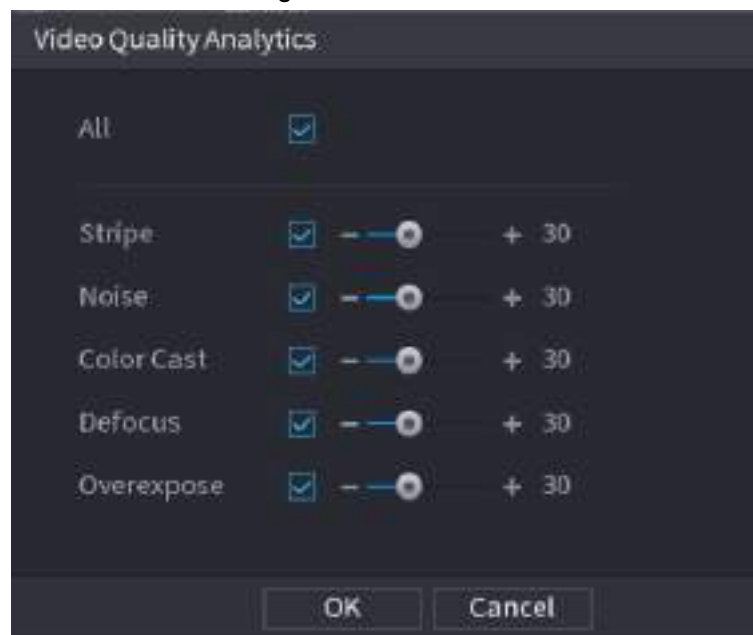 Video Quality Analytics
All
Stripe - + 30
Noise - + 30
Color Cast - + 30
Defocus - + 30
Overexpose - + 30
OK Cancel